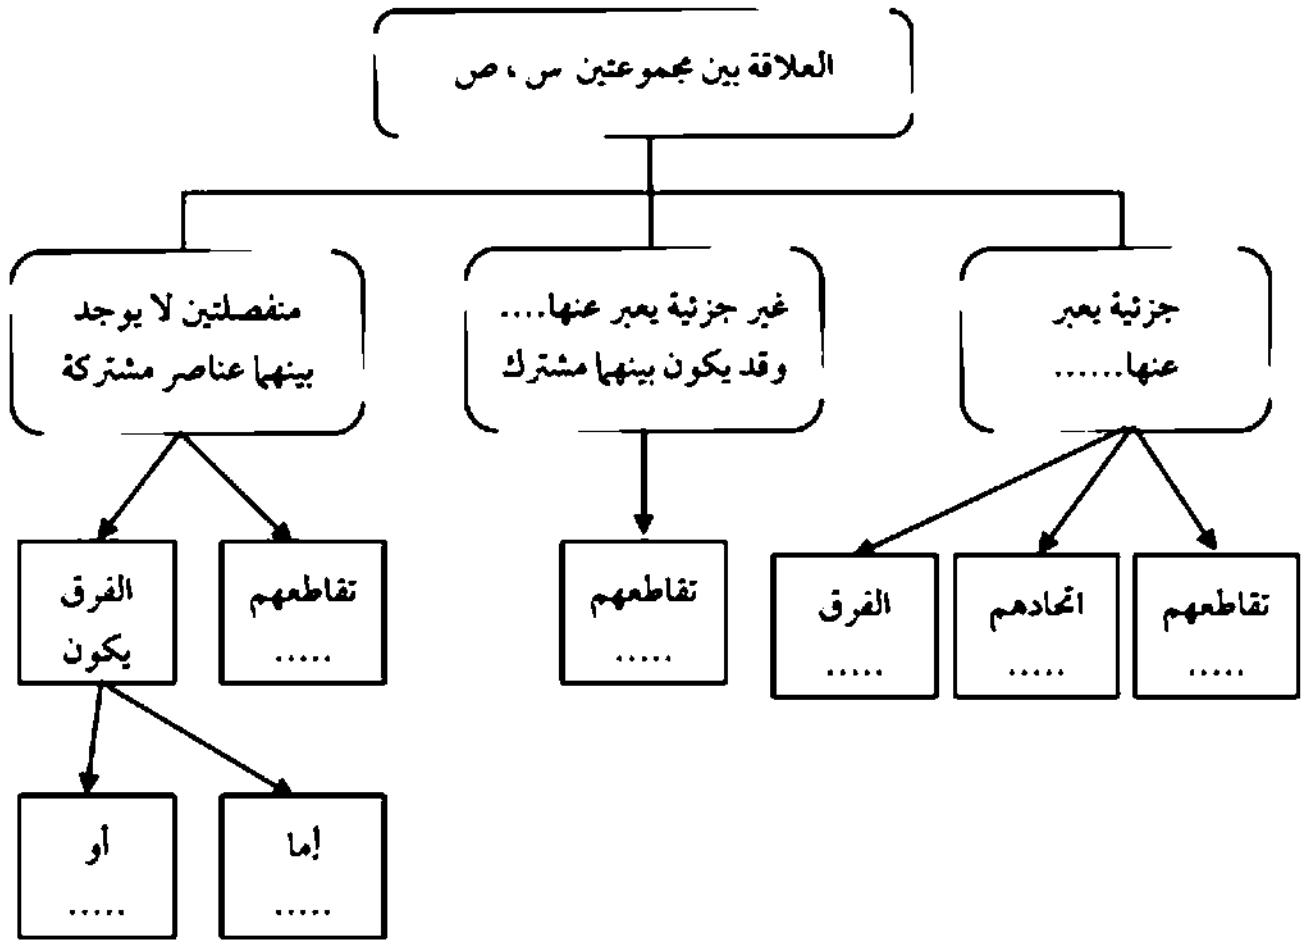 العلاقة بين مجموعتين س ، ص
جزئية يعبر
عنها......
غير جزئية يعبر عنها....
وقد يكون بينهما مشترك
منفصلتين لا يوجد
بينهما عناصر مشتركة
تقاطعهم
.....
اتحادهم
.....
الفرق
.....
تقاطعهم
.....
تقاطعهم
.....
الفرق
يكون
إما
.....
أو
.....